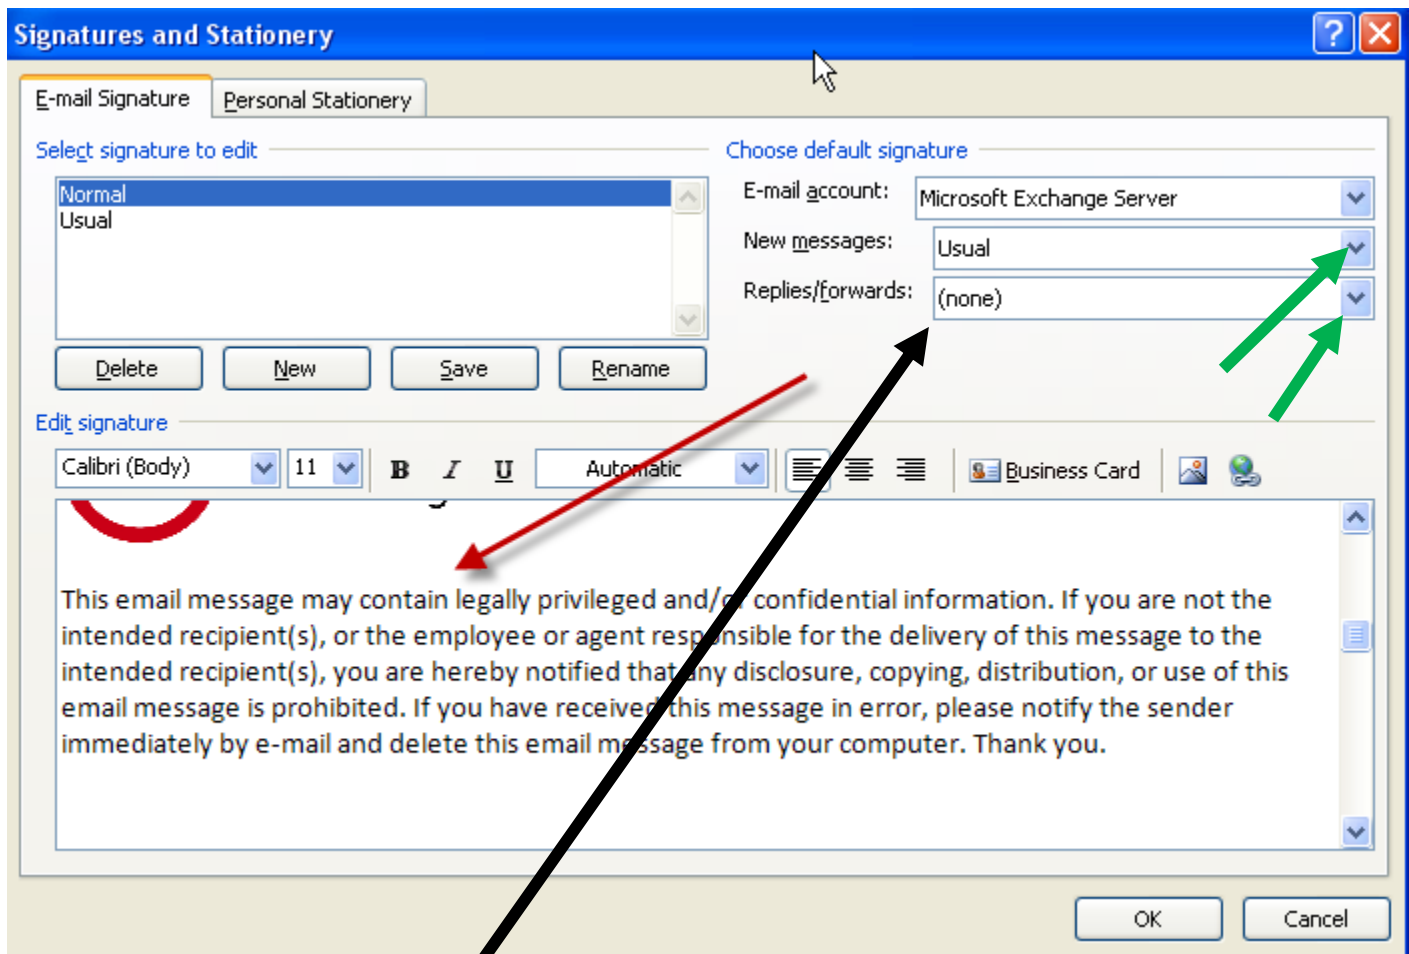 Signatures and Stationery
E-mail Signature
Personal Stationery
Select signature to edit
Normal
Usual
Delete
New
Save
Rename
Choose default signature
E-mail account: Microsoft Exchange Server
New messages: Usual
Replies/forwards: (none)
Edit signature
Calibri (Body) 11 B I U Automatic Business Card
This email message may contain legally privileged and/or confidential information. If you are not the
intended recipient(s), or the employee or agent responsible for the delivery of this message to the
intended recipient(s), you are hereby notified that any disclosure, copying, distribution, or use of this
email message is prohibited. If you have received this message in error, please notify the sender
immediately by e-mail and delete this email message from your computer. Thank you.
OK
Cancel